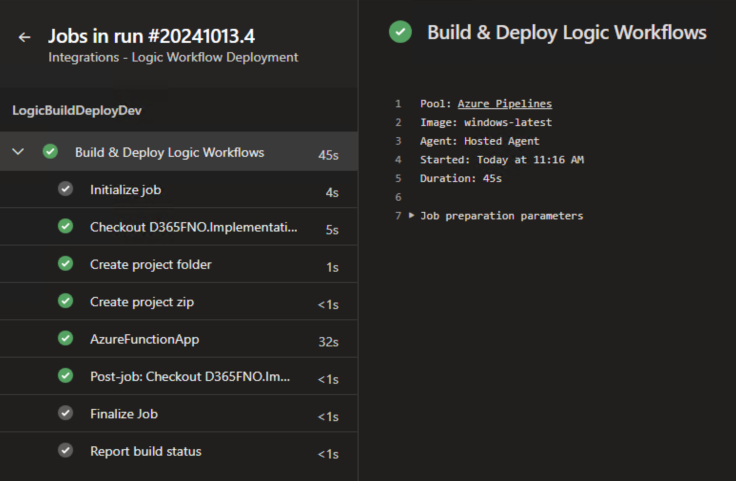 Jobs in run #20241013.4
Integrations - Logic Workflow Deployment
LogicBuildDeployDev
Build & Deploy Logic Workflows 45s
Initialize job 4s
Checkout D365FNO.Implementati... 5s
Create project folder 1s
Create project zip <1s
AzureFunctionApp 32s
Post-job: Checkout D365FNO.Im... <1s
Finalize Job <1s
Report build status <1s
Build & Deploy Logic Workflows
1 Pool: Azure Pipelines
2 Image: windows-latest
3 Agent: Hosted Agent
4 Started: Today at 11:16 AM
5 Duration: 45s
6
7 Job preparation parameters